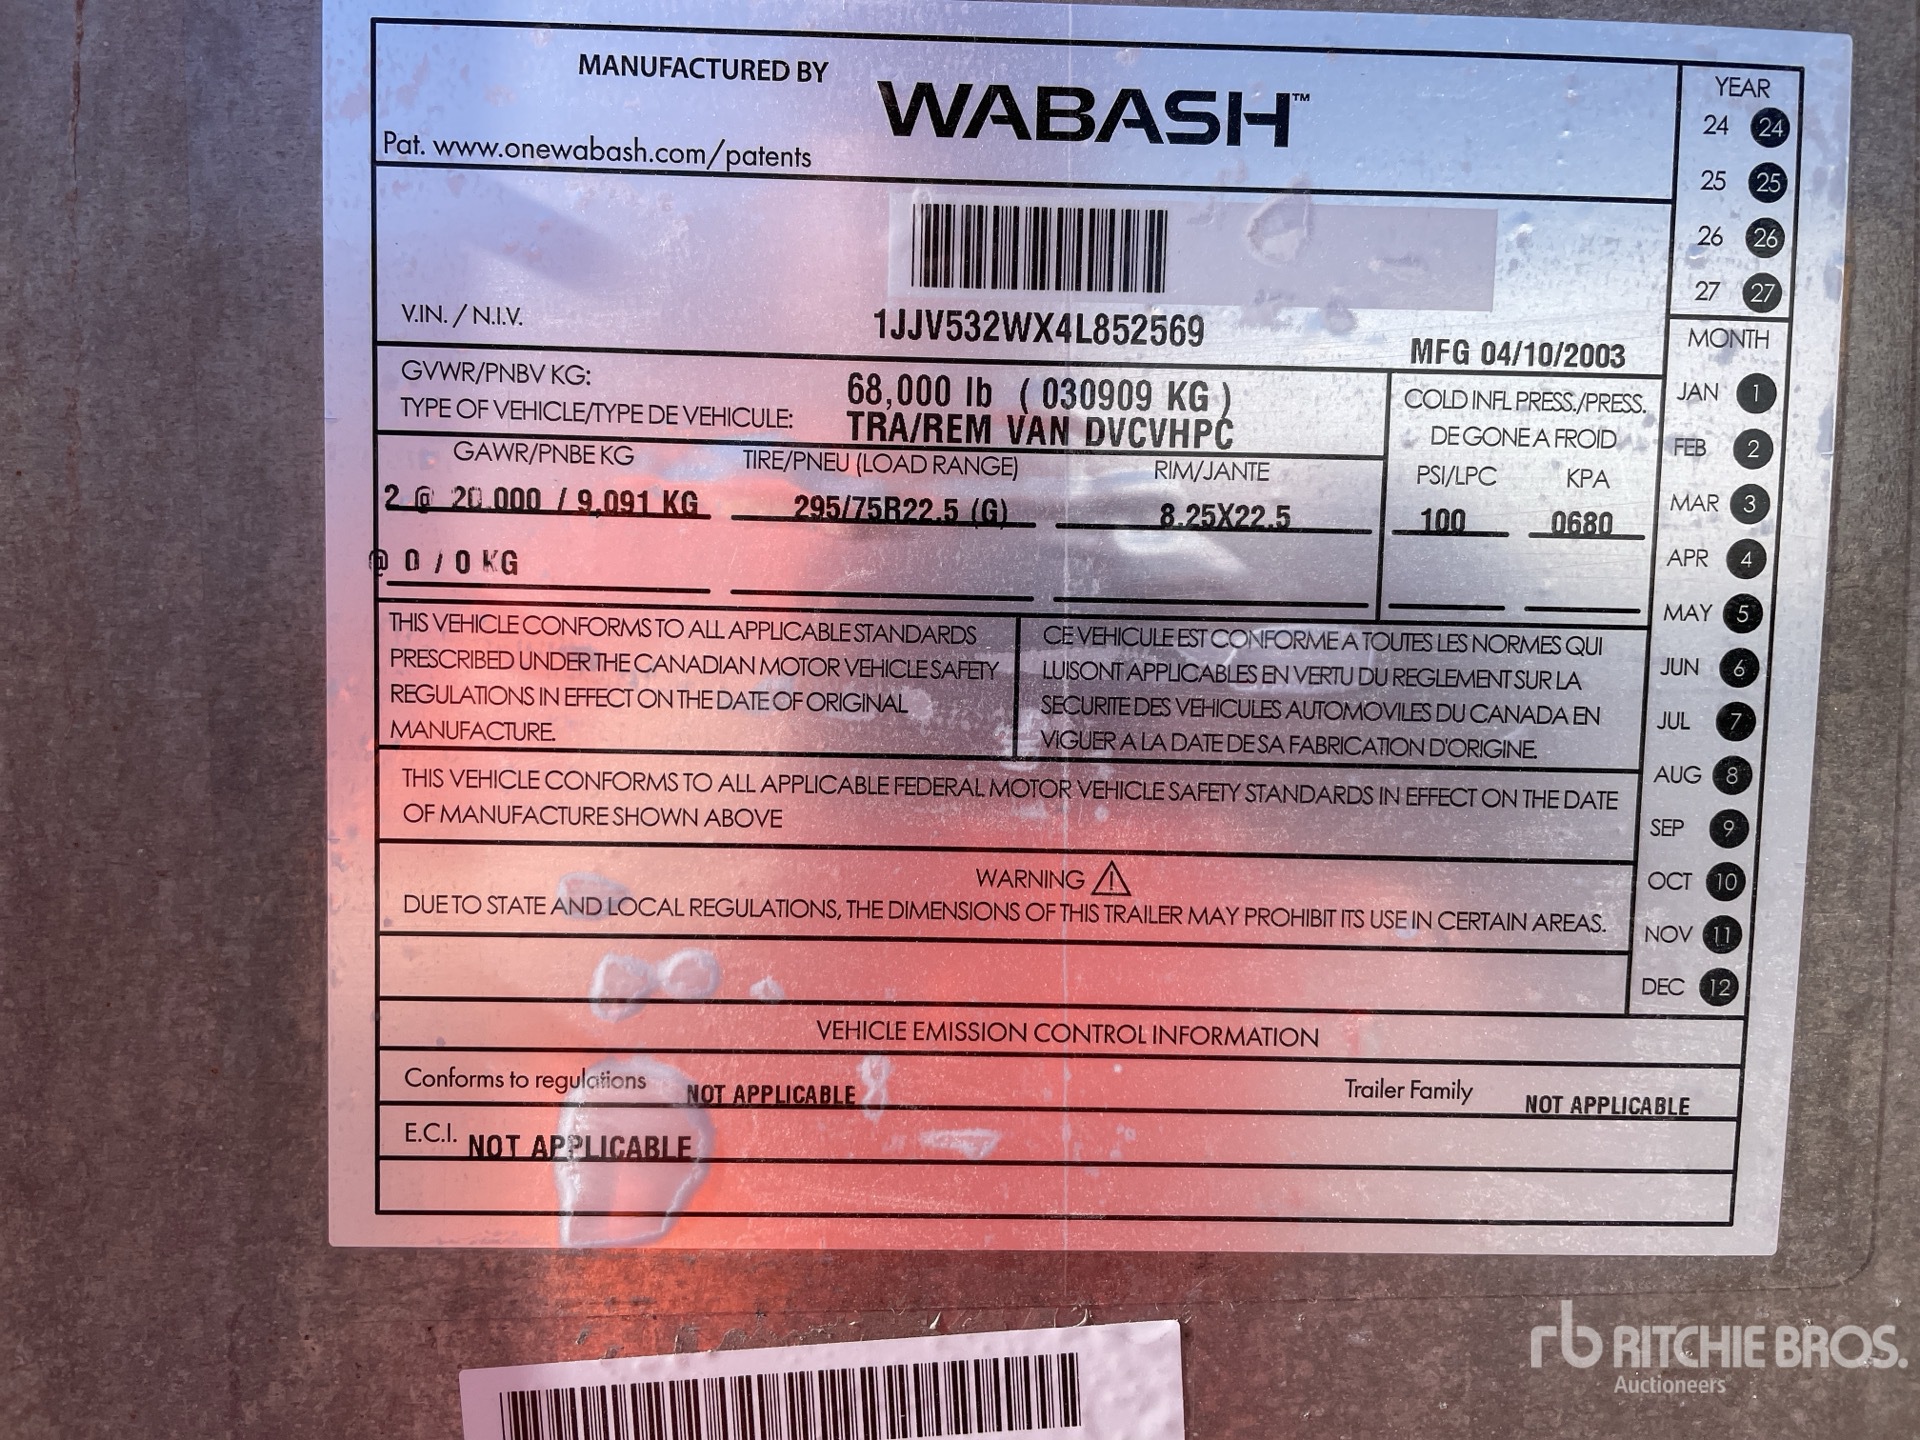 MANUFACTURED BY
WABASH™
Pat. www.onewabash.com/patents
V.IN. / N.I.V.
1JJV532WX4L852569
MFG 04/10/2003
GVWR/PNBV KG:
68,000 lb ( 030909 KG )
TYPE OF VEHICLE/TYPE DE VEHICULE:
TRA/REM VAN DVCVHPC
COLD INFL PRESS./PRESS.
DE GONE A FROID
GAWR/PNBE KG TIRE/PNEU (LOAD RANGE) RIM/JANTE PSI/LPC KPA
2 @ 20,000 / 9,091 KG 295/75R22.5 (G) 8.25X22.5 100 0680
@ 0 / 0 KG
THIS VEHICLE CONFORMS TO ALL APPLICABLE STANDARDS
PRESCRIBED UNDER THE CANADIAN MOTOR VEHICLE SAFETY
REGULATIONS IN EFFECT ON THE DATE OF ORIGINAL
MANUFACTURE.
CE VEHICULE EST CONFORME A TOUTES LES NORMES QUI
LUISONT APPLICABLES EN VERTU DU REGLEMENT SUR LA
SECURITE DES VEHICULES AUTOMOVILES DU CANADA EN
VIGUER A LA DATE DE SA FABRICATION D'ORIGINE.
THIS VEHICLE CONFORMS TO ALL APPLICABLE FEDERAL MOTOR VEHICLE SAFETY STANDARDS IN EFFECT ON THE DATE
OF MANUFACTURE SHOWN ABOVE
WARNING
DUE TO STATE AND LOCAL REGULATIONS, THE DIMENSIONS OF THIS TRAILER MAY PROHIBIT ITS USE IN CERTAIN AREAS.
VEHICLE EMISSION CONTROL INFORMATION
Conforms to regulations NOT APPLICABLE Trailer Family NOT APPLICABLE
E.C.I. NOT APPLICABLE
YEAR
24 24
25 25
26 26
27 27
MONTH
JAN 1
FEB 2
MAR 3
APR 4
MAY 5
JUN 6
JUL 7
AUG 8
SEP 9
OCT 10
NOV 11
DEC 12
rb RITCHIE BROS.
Auctioneers